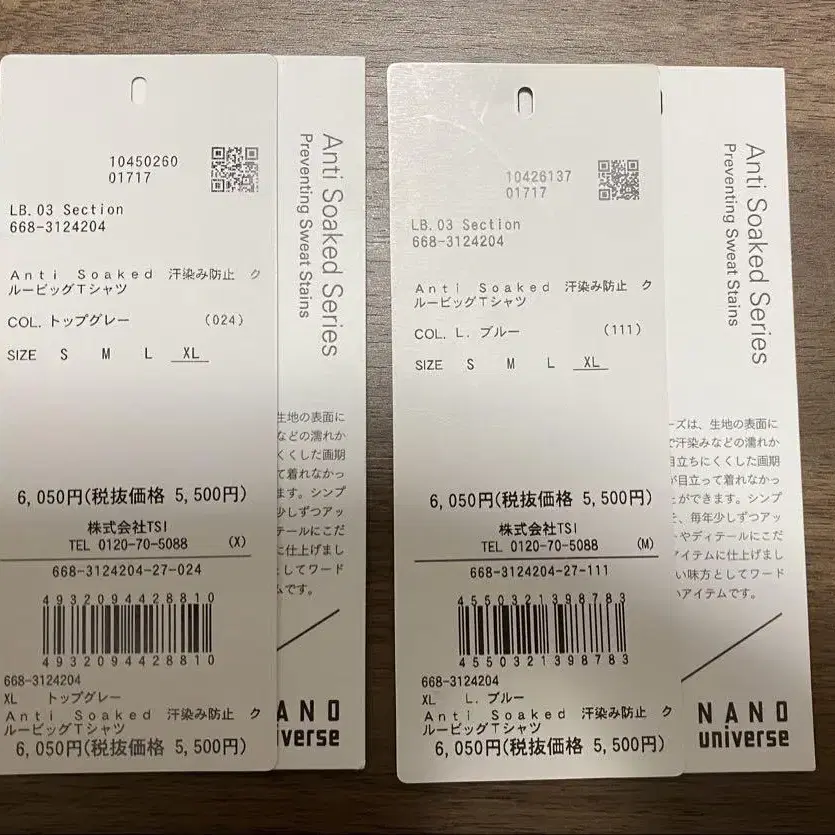 10450260
01717
LB.03 Section
668-3124204
Anti Soaked 汗染み防止 ク
ルービッグTシャツ
COL. トップグレー (024)
SIZE S M L XL
6,050円(税抜価格 5,500円)
株式会社TSI
TEL 0120-70-5088 (X)
668-3124204-27-024
4932094428810
4932094428810
668-3124204
XL トップグレー
Anti Soaked 汗染み防止 ク
ルービッグTシャツ
6,050円(税抜価格 5,500円)
Anti Soaked Series
Preventing Sweat Stains
生地の表面に
などの濡れか
くくした画期
て着れなかっ
ます。シンプ
少しずつアッ
テールにこだ
に仕上げまし
してワード
ムです。
ANO
iverse
10426137
01717
LB.03 Section
668-3124204
Anti Soaked 汗染み防止 ク
ルービッグTシャツ
COL. L. ブルー (111)
SIZE S M L XL
6,050円(税抜価格 5,500円)
株式会社TSI
TEL 0120-70-5088 (M)
668-3124204-27-111
4550321398783
4550321398783
668-3124204
XL L. ブルー
Anti Soaked 汗染み防止 ク
ルービッグTシャツ
6,050円(税抜価格 5,500円)
Anti Soaked Series
Preventing Sweat Stains
ーズは、生地の表面に
で汗染みなどの濡れか
目立ちにくくした画期
が目立って着れなかっ
とができます。シンプ
、毎年少しずつアッ
トやディテールにこだ
アイテムに仕上げまし
い味方としてワード
いアイテムです。
NANO
universe